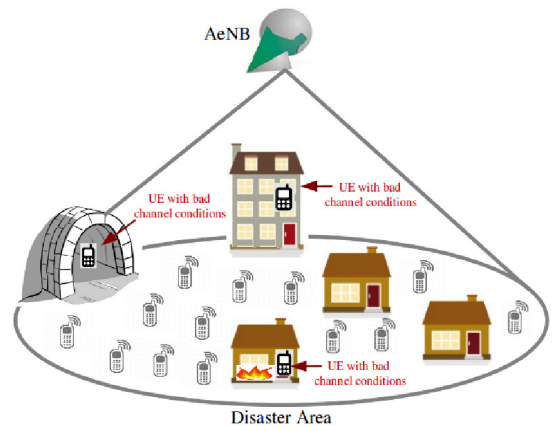 AeNB
UE with bad
channel conditions
UE with bad
channel conditions
UE with bad
channel conditions
Disaster Area